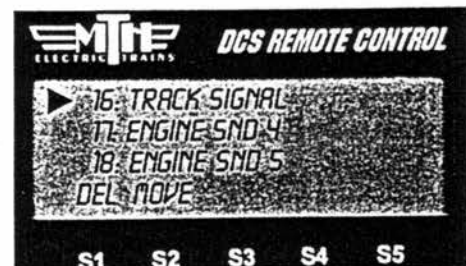 MTH DCS REMOTE CONTROL
ELECTRIC TRAINS
16. TRACK SIGNAL
17. ENGINE SND 4
18. ENGINE SND 5
DEL MOVE
S1 S2 S3 S4 S5